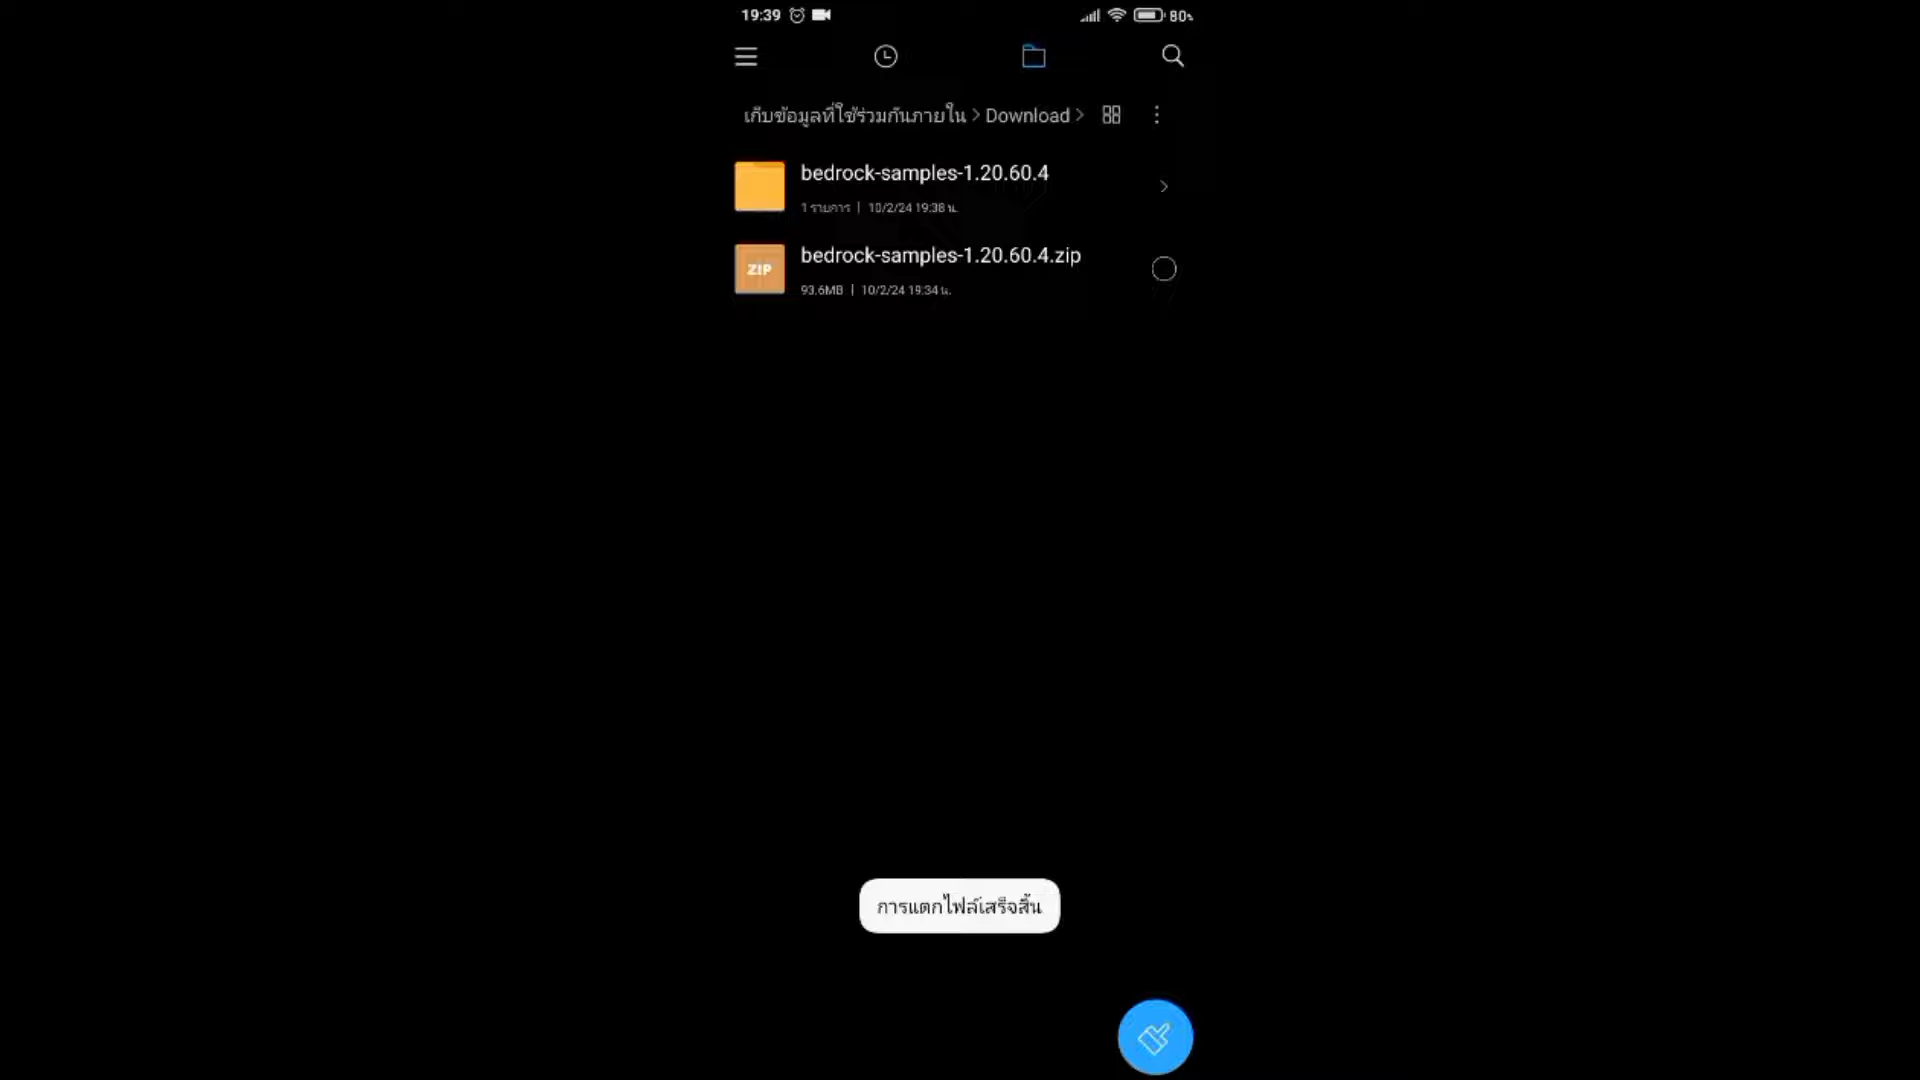 19:39 80%
เก็บข้อมูลที่ใช้ร่วมกันภายใน > Download >
bedrock-samples-1.20.60.4
1 รายการ | 10/2/24 19:38 น.
ZIP
bedrock-samples-1.20.60.4.zip
93.6MB | 10/2/24 19:34 น.
การแตกไฟล์เสร็จสิ้น